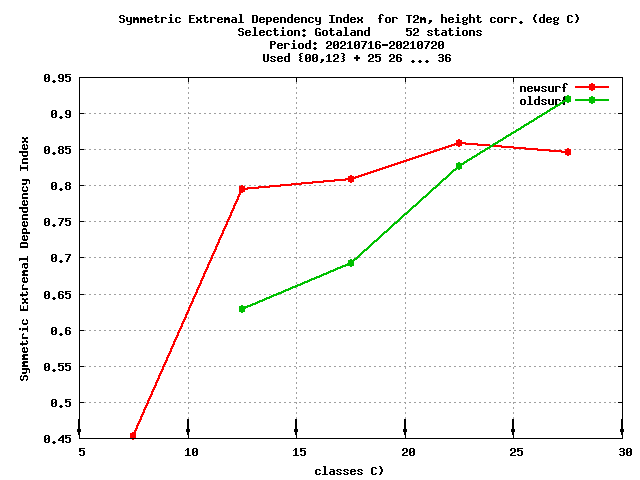 Symmetric Extremal Dependency Index  for T2m, height corr. (deg C)
Selection: Gotaland     52 stations
Period: 20210716-20210720
Used {00,12} + 25 26 ... 36
newsurf
oldsurf
Symmetric Extremal Dependency Index
0.95
0.9
0.85
0.8
0.75
0.7
0.65
0.6
0.55
0.5
0.45
5 10 15 20 25 30
classes C)